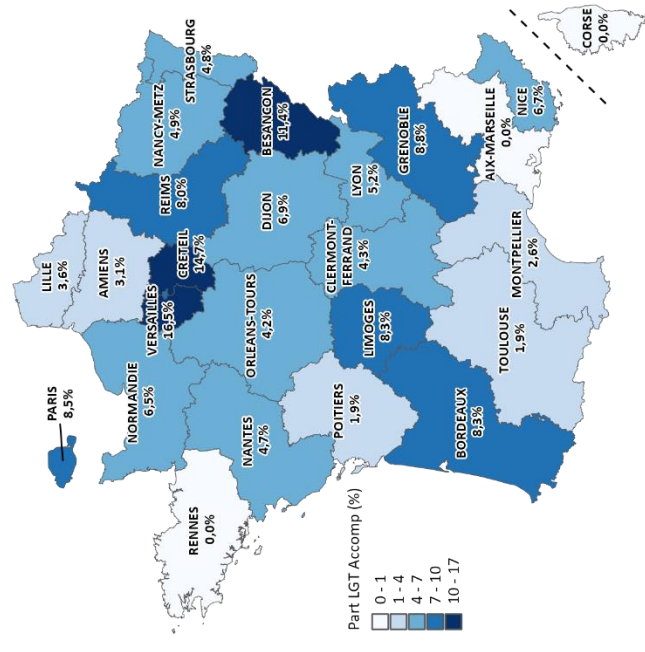 PARIS
8,5%
LILLE
3,6%
AMIENS
3,1%
NORMANDIE
6,5%
VERSAILLES
16,5%
CRETEIL
14,7%
REIMS
8,0%
NANCY-METZ
4,9%
STRASBOURG
4,8%
RENNES
0,0%
NANTES
4,7%
ORLEANS-TOURS
4,2%
DIJON
6,9%
BESANCON
11,4%
POITIERS
1,9%
LIMOGES
8,3%
CLERMONT-
FERRAND
4,3%
LYON
5,2%
GRENOBLE
8,8%
BORDEAUX
8,3%
TOULOUSE
1,9%
MONTPELLIER
2,6%
AIX-MARSEILLE
0,0%
NICE
6,7%
CORSE
0,0%
Part LGT Accomp (%)
0 - 1
1 - 4
4 - 7
7 - 10
10 - 17